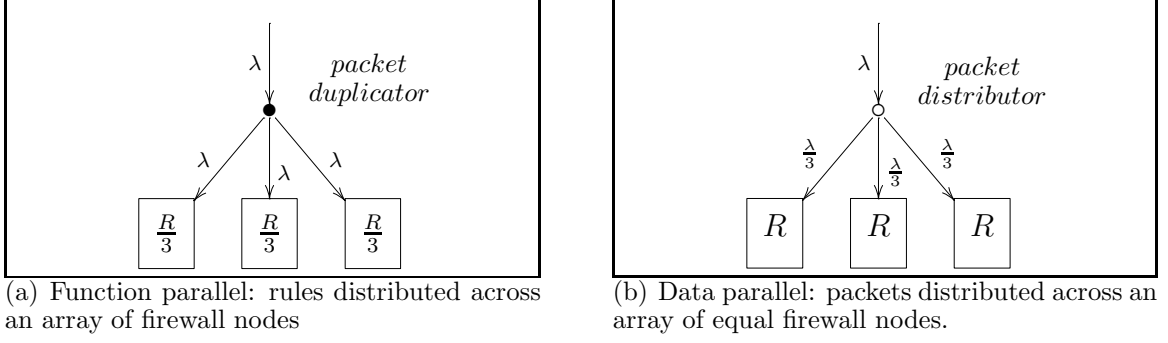 λ
packet
duplicator
λ
λ
λ
R/3
R/3
R/3
(a) Function parallel: rules distributed across
an array of firewall nodes
λ
packet
distributor
λ/3
λ/3
λ/3
R
R
R
(b) Data parallel: packets distributed across an
array of equal firewall nodes.